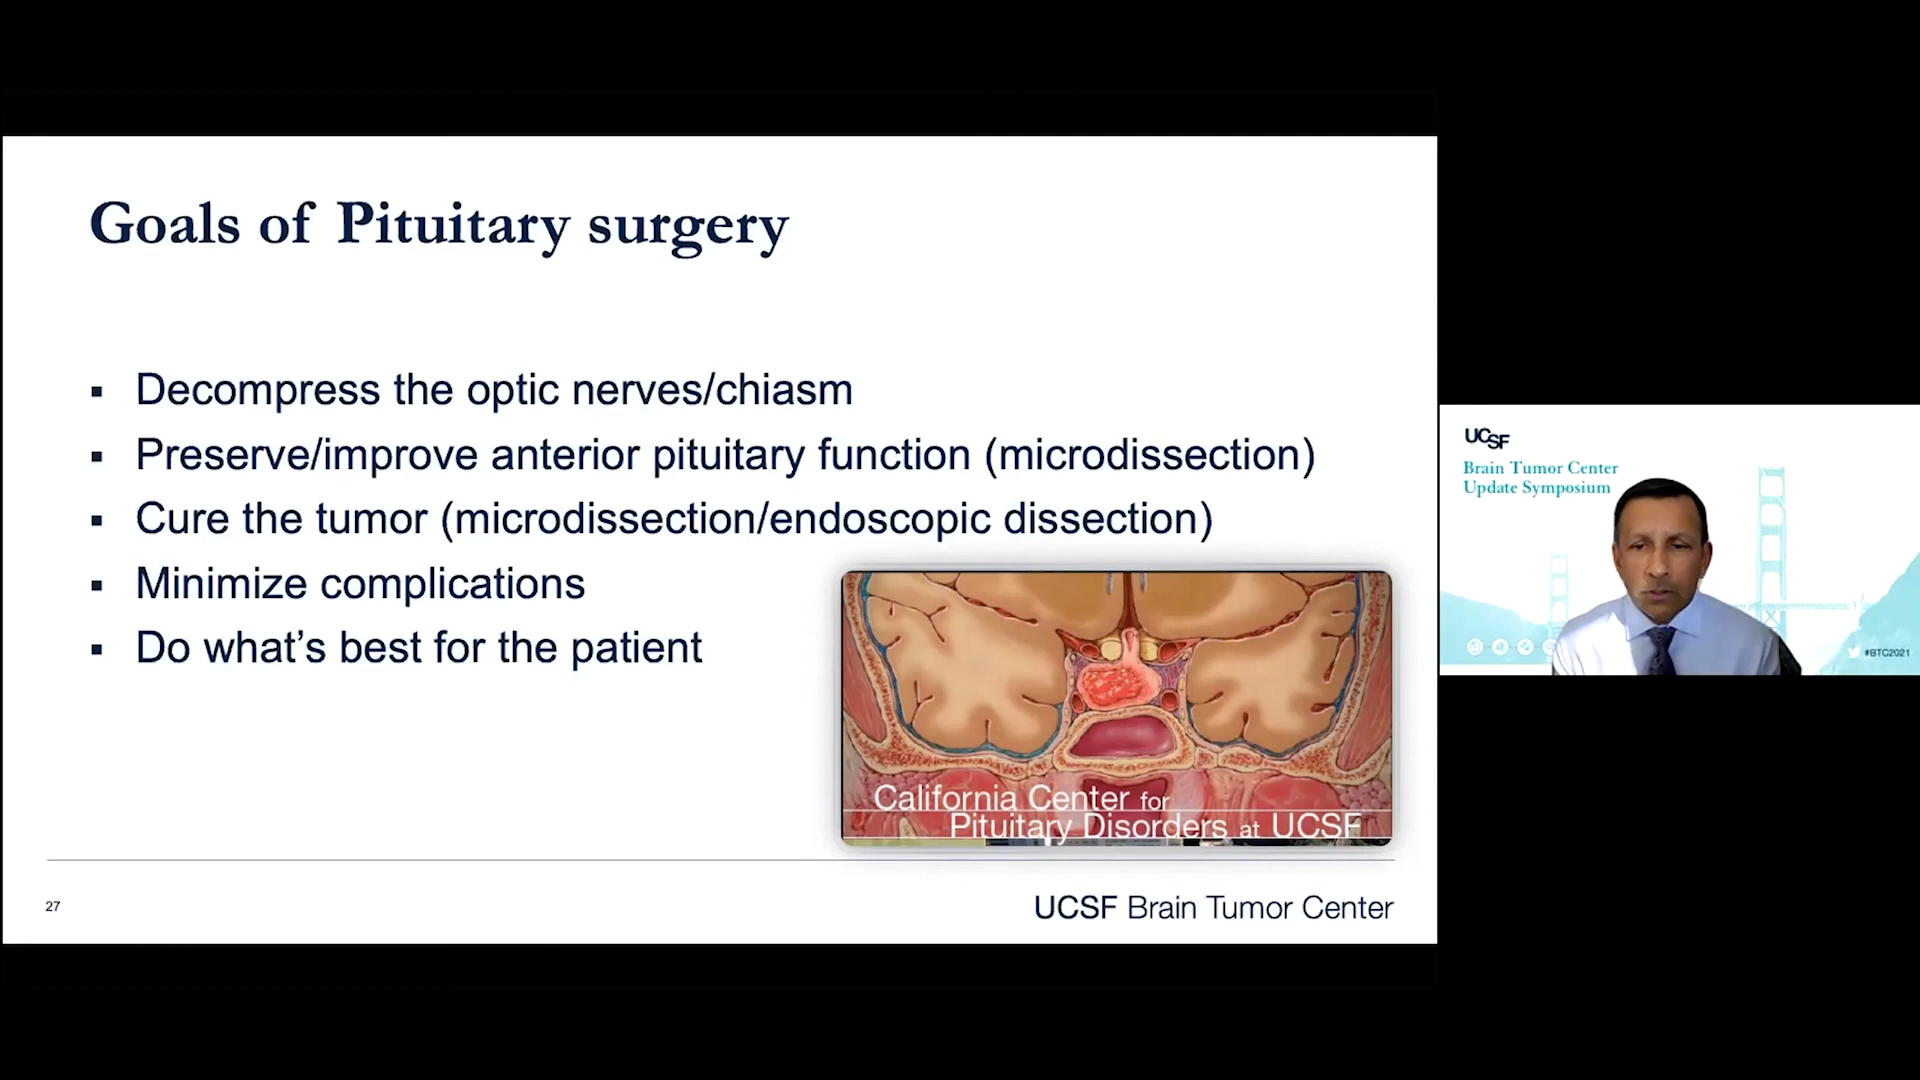 Goals of Pituitary surgery
Decompress the optic nerves/chiasm
Preserve/improve anterior pituitary function (microdissection)
Cure the tumor (microdissection/endoscopic dissection)
Minimize complications
Do what’s best for the patient
California Center for
Pituitary Disorders at UCSF
27
UCSF Brain Tumor Center
UCSF
Brain Tumor Center
Update Symposium
#BTC2021